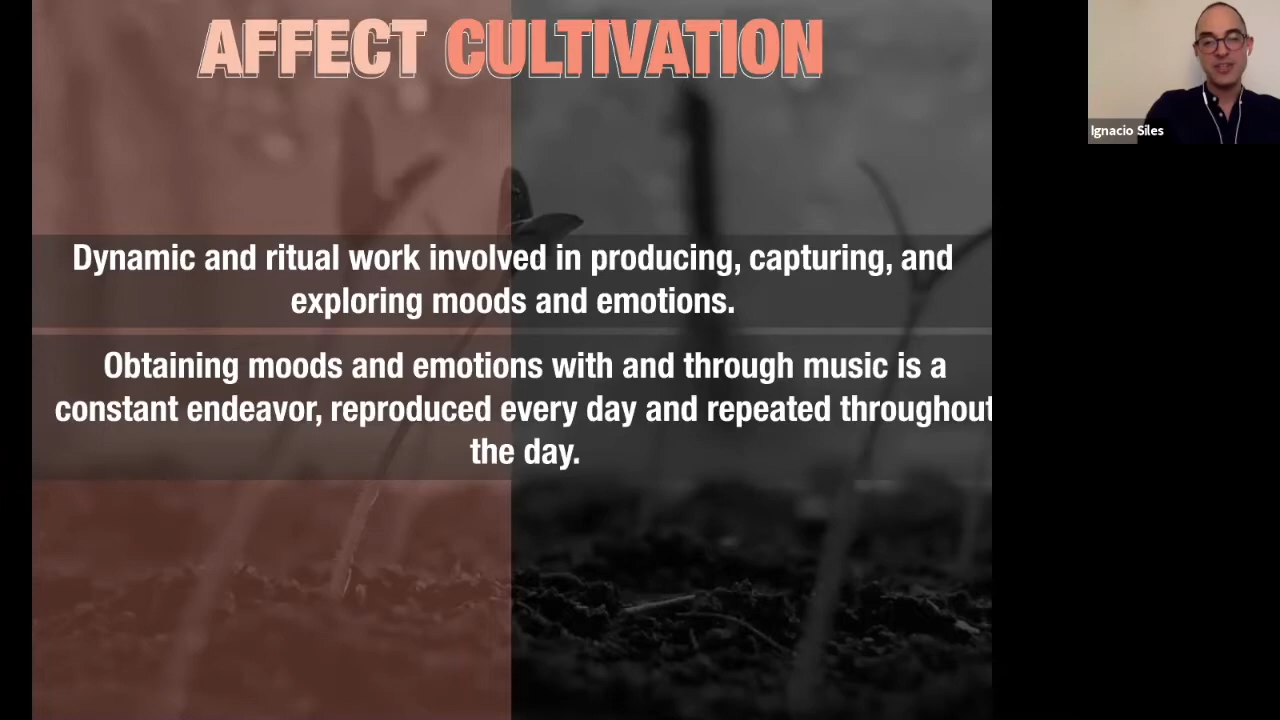 AFFECT CULTIVATION
Ignacio Siles
Dynamic and ritual work involved in producing, capturing, and
exploring moods and emotions.
Obtaining moods and emotions with and through music is a
constant endeavor, reproduced every day and repeated throughout
the day.